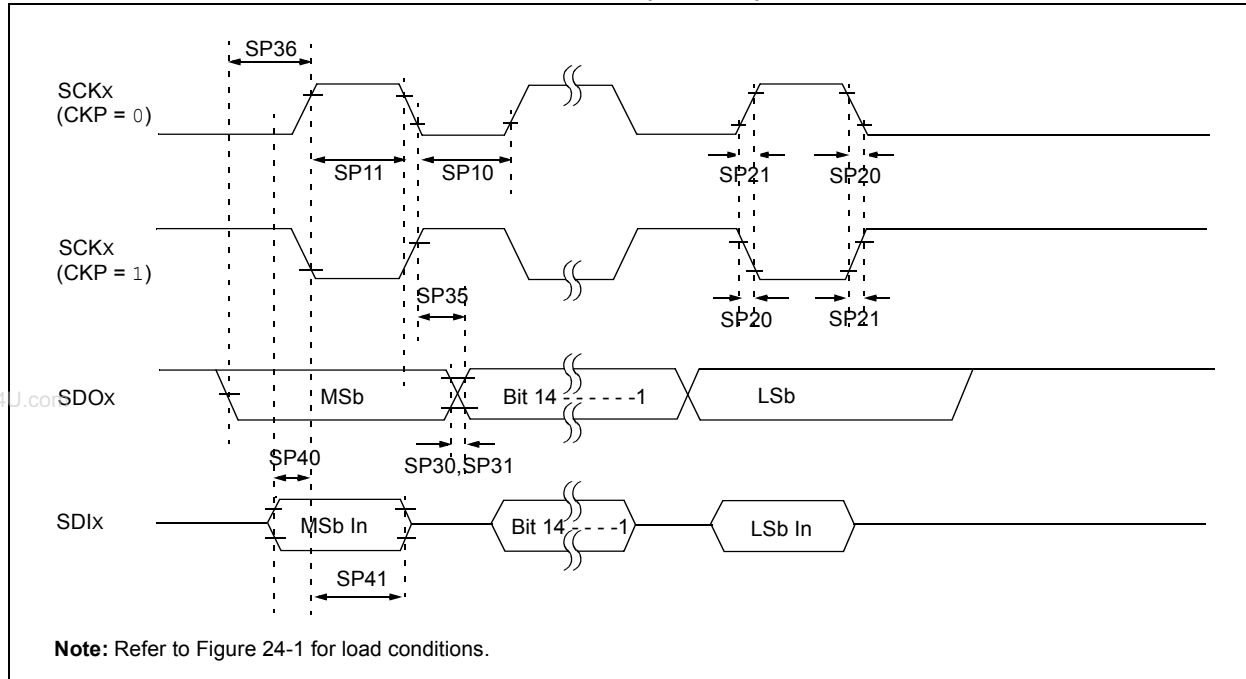 SP36
SCKx
(CKP = 0)
SP11
SP10
SP21
SP20
SCKx
(CKP = 1)
SP35
SP20
SP21
4U.com
SDOx
MSb
Bit 14 - - - - - -1
LSb
SP40
SP30,SP31
SDIx
MSb In
Bit 14 - - - - -1
LSb In
SP41
Note: Refer to Figure 24-1 for load conditions.